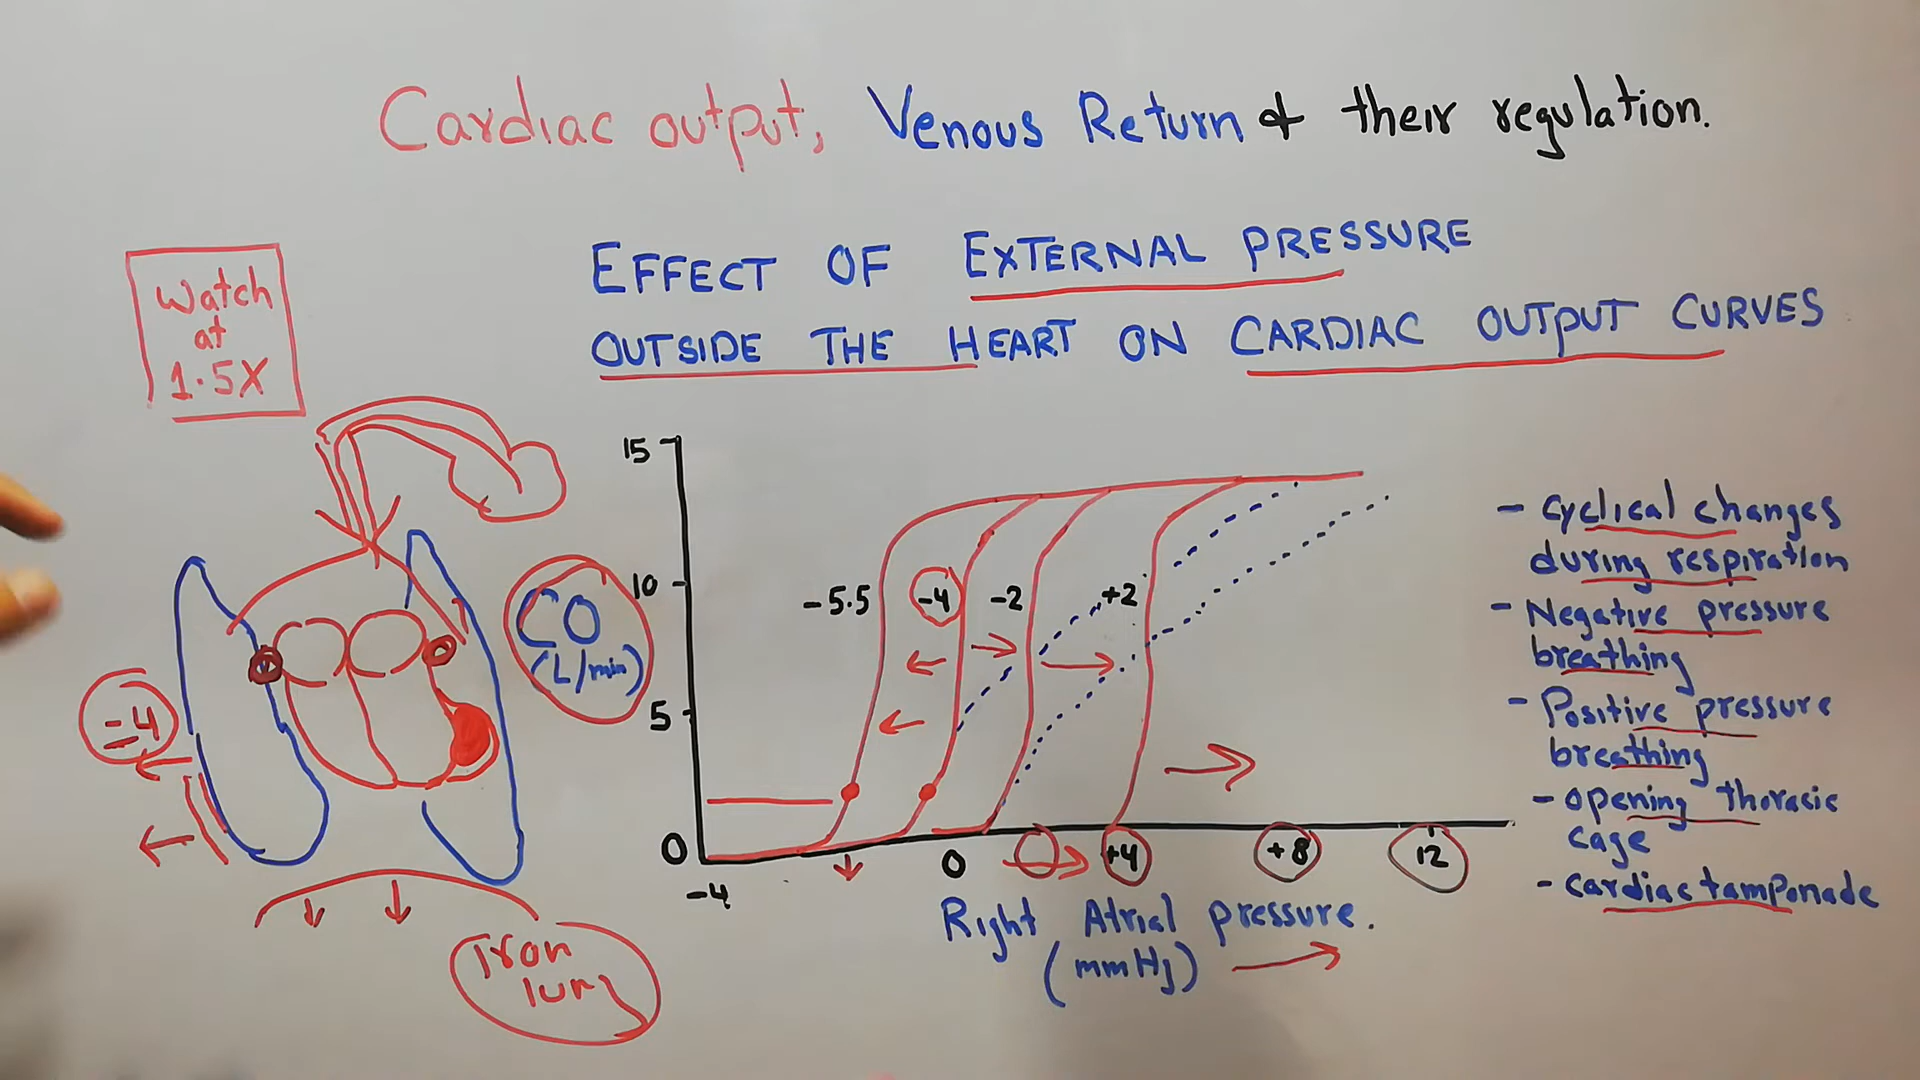 Cardiac output, Venous Return & their regulation.
EFFECT OF EXTERNAL PRESSURE
OUTSIDE THE HEART ON CARDIAC OUTPUT CURVES
Watch
at
1.5X
-4
Iron
lung
CO
(L/min)
15
10
5
0
-5.5
-4
-2
+2
-4
0
+4
+8
12
Right Atrial pressure.
(mmHg)
- Cyclical changes
during respiration
- Negative pressure
breathing
- Positive pressure
breathing
- Opening thoracic
cage
- Cardiac tamponade